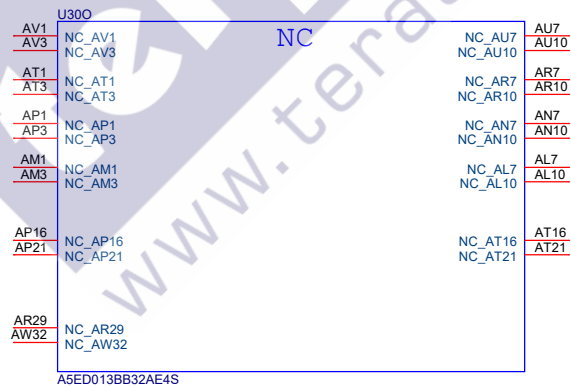 U30O
NC
AV1 NC_AV1 NC_AU7 AU7
AV3 NC_AV3 NC_AU10 AU10
AT1 NC_AT1 NC_AR7 AR7
AT3 NC_AT3 NC_AR10 AR10
AP1 NC_AP1 NC_AN7 AN7
AP3 NC_AP3 NC_AN10 AN10
AM1 NC_AM1 NC_AL7 AL7
AM3 NC_AM3 NC_AL10 AL10
AP16 NC_AP16 NC_AT16 AT16
AP21 NC_AP21 NC_AT21 AT21
AR29 NC_AR29
AW32 NC_AW32
A5ED013BB32AE4S
www.tera